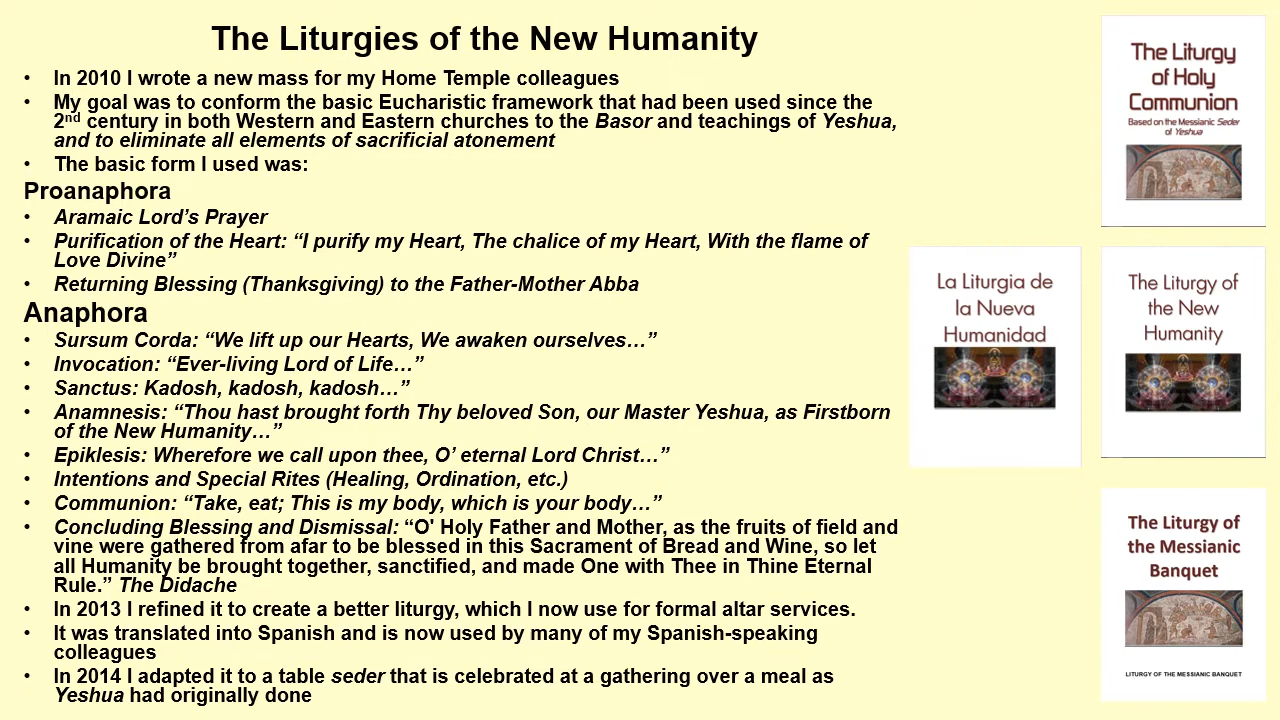 The Liturgies of the New Humanity
• In 2010 I wrote a new mass for my Home Temple colleagues
• My goal was to conform the basic Eucharistic framework that had been used since the
2nd century in both Western and Eastern churches to the Basor and teachings of Yeshua,
and to eliminate all elements of sacrificial atonement
• The basic form I used was:
Proanaphora
• Aramaic Lord’s Prayer
• Purification of the Heart: “I purify my Heart, The chalice of my Heart, With the flame of
Love Divine”
• Returning Blessing (Thanksgiving) to the Father-Mother Abba
Anaphora
• Sursum Corda: “We lift up our Hearts, We awaken ourselves…”
• Invocation: “Ever-living Lord of Life…”
• Sanctus: Kadosh, kadosh, kadosh…”
• Anamnesis: “Thou hast brought forth Thy beloved Son, our Master Yeshua, as Firstborn
of the New Humanity…”
• Epiklesis: Wherefore we call upon thee, O’ eternal Lord Christ…”
• Intentions and Special Rites (Healing, Ordination, etc.)
• Communion: “Take, eat; This is my body, which is your body…”
• Concluding Blessing and Dismissal: “O' Holy Father and Mother, as the fruits of field and
vine were gathered from afar to be blessed in this Sacrament of Bread and Wine, so let
all Humanity be brought together, sanctified, and made One with Thee in Thine Eternal
Rule.” The Didache
• In 2013 I refined it to create a better liturgy, which I now use for formal altar services.
• It was translated into Spanish and is now used by many of my Spanish-speaking
colleagues
• In 2014 I adapted it to a table seder that is celebrated at a gathering over a meal as
Yeshua had originally done
The Liturgy
of Holy
Communion
Based on the Messianic Seder
of Yeshua
La Liturgia de
la Nueva
Humanidad
The Liturgy of
the New
Humanity
The Liturgy of
the Messianic
Banquet
LITURGY OF THE MESSIANIC BANQUET